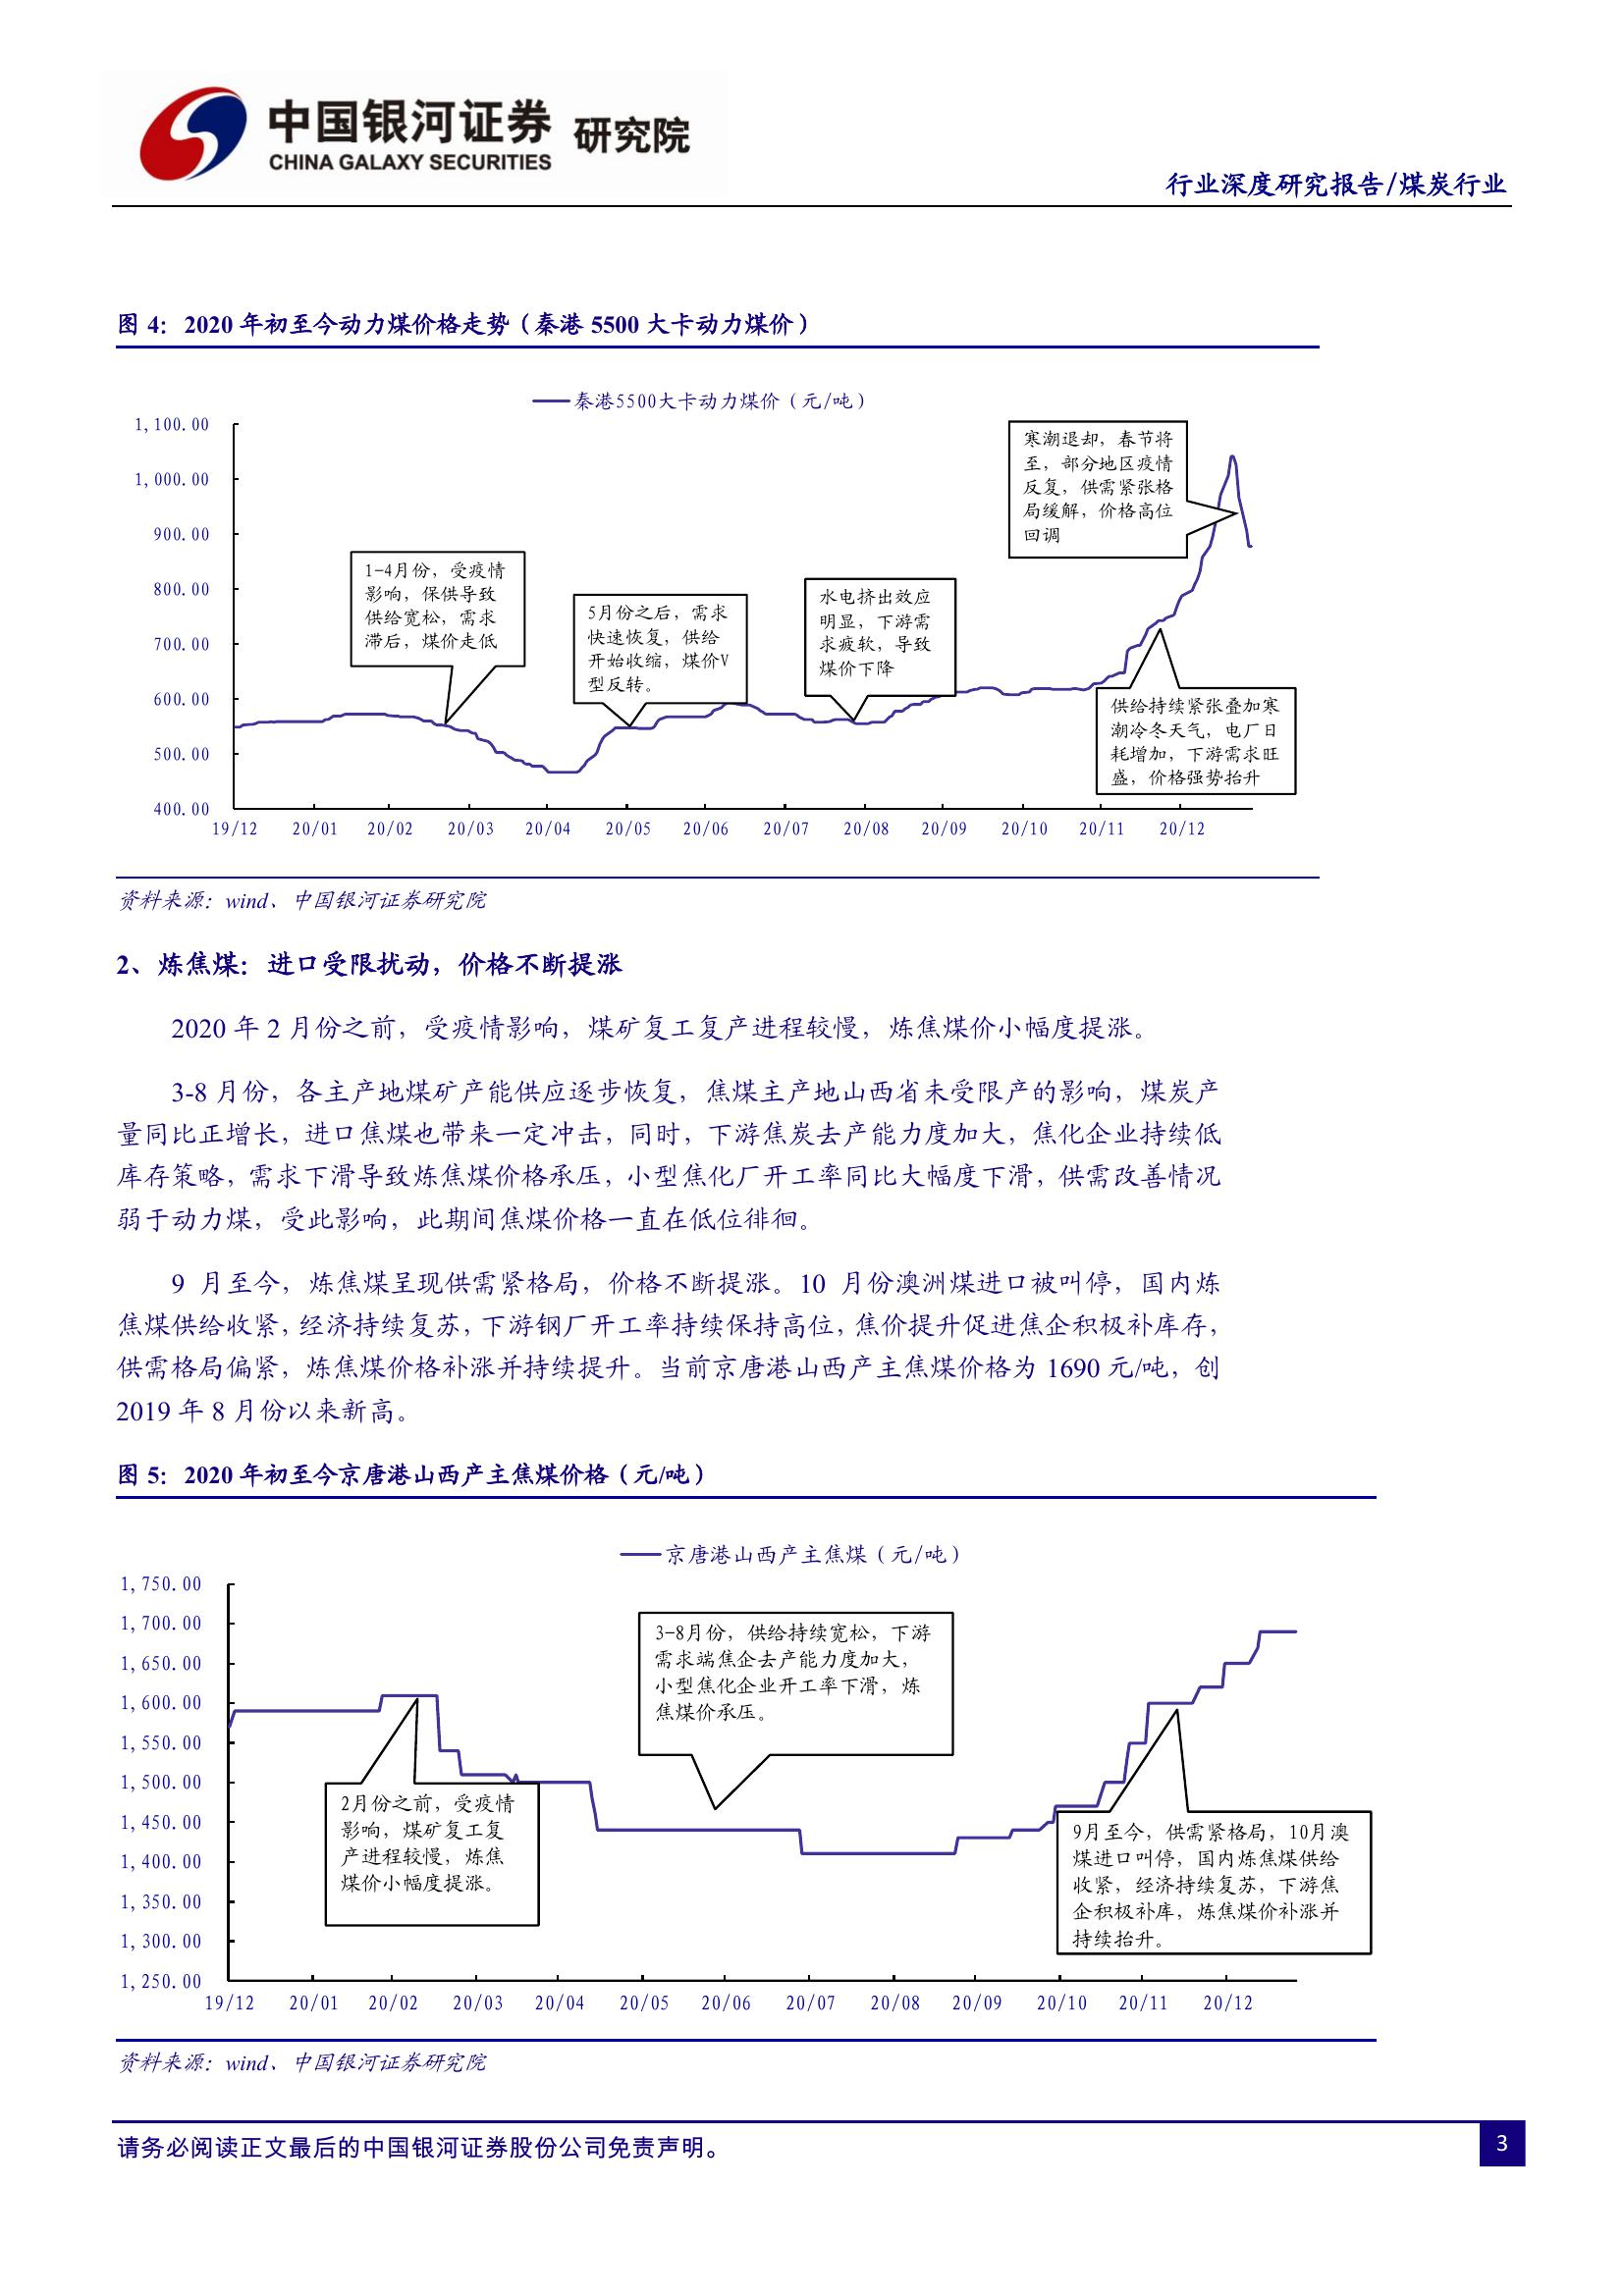 中国银河证券 研究院
CHINA GALAXY SECURITIES
行业深度研究报告/煤炭行业
图 4：2020 年初至今动力煤价格走势（秦港 5500 大卡动力煤价）
秦港5500大卡动力煤价（元/吨）
1,100.00
1,000.00
900.00
800.00
700.00
600.00
500.00
400.00
1-4月份，受疫情
影响，保供导致
供给宽松，需求
滞后，煤价走低
5月份之后，需求
快速恢复，供给
开始收缩，煤价V
型反转。
水电挤出效应
明显，下游需
求疲软，导致
煤价下降
寒潮退却，春节将
至，部分地区疫情
反复，供需紧张格
局缓解，价格高位
回调
供给持续紧张叠加寒
潮冷冬天气，电厂日
耗增加，下游需求旺
盛，价格强势抬升
19/12 20/01 20/02 20/03 20/04 20/05 20/06 20/07 20/08 20/09 20/10 20/11 20/12
资料来源：wind、中国银河证券研究院
2、炼焦煤：进口受限扰动，价格不断提涨
2020 年 2 月份之前，受疫情影响，煤矿复工复产进程较慢，炼焦煤价小幅度提涨。
3-8 月份，各主产地煤矿产能供应逐步恢复，焦煤主产地山西省未受限产的影响，煤炭产
量同比正增长，进口焦煤也带来一定冲击，同时，下游焦炭去产能力度加大，焦化企业持续低
库存策略，需求下滑导致炼焦煤价格承压，小型焦化厂开工率同比大幅度下滑，供需改善情况
弱于动力煤，受此影响，此期间焦煤价格一直在低位徘徊。
9 月至今，炼焦煤呈现供需紧格局，价格不断提涨。10 月份澳洲煤进口被叫停，国内炼
焦煤供给收紧，经济持续复苏，下游钢厂开工率持续保持高位，焦价提升促进焦企积极补库存，
供需格局偏紧，炼焦煤价格补涨并持续提升。当前京唐港山西产主焦煤价格为 1690 元/吨，创
2019 年 8 月份以来新高。
图 5：2020 年初至今京唐港山西产主焦煤价格（元/吨）
京唐港山西产主焦煤（元/吨）
1,750.00
1,700.00
1,650.00
1,600.00
1,550.00
1,500.00
1,450.00
1,400.00
1,350.00
1,300.00
1,250.00
2月份之前，受疫情
影响，煤矿复工复
产进程较慢，炼焦
煤价小幅度提涨。
3-8月份，供给持续宽松，下游
需求端焦企去产能力度加大，
小型焦化企业开工率下滑，炼
焦煤价承压。
9月至今，供需紧格局，10月澳
煤进口叫停，国内炼焦煤供给
收紧，经济持续复苏，下游焦
企积极补库，炼焦煤价补涨并
持续抬升。
19/12 20/01 20/02 20/03 20/04 20/05 20/06 20/07 20/08 20/09 20/10 20/11 20/12
资料来源：wind、中国银河证券研究院
请务必阅读正文最后的中国银河证券股份公司免责声明。
3